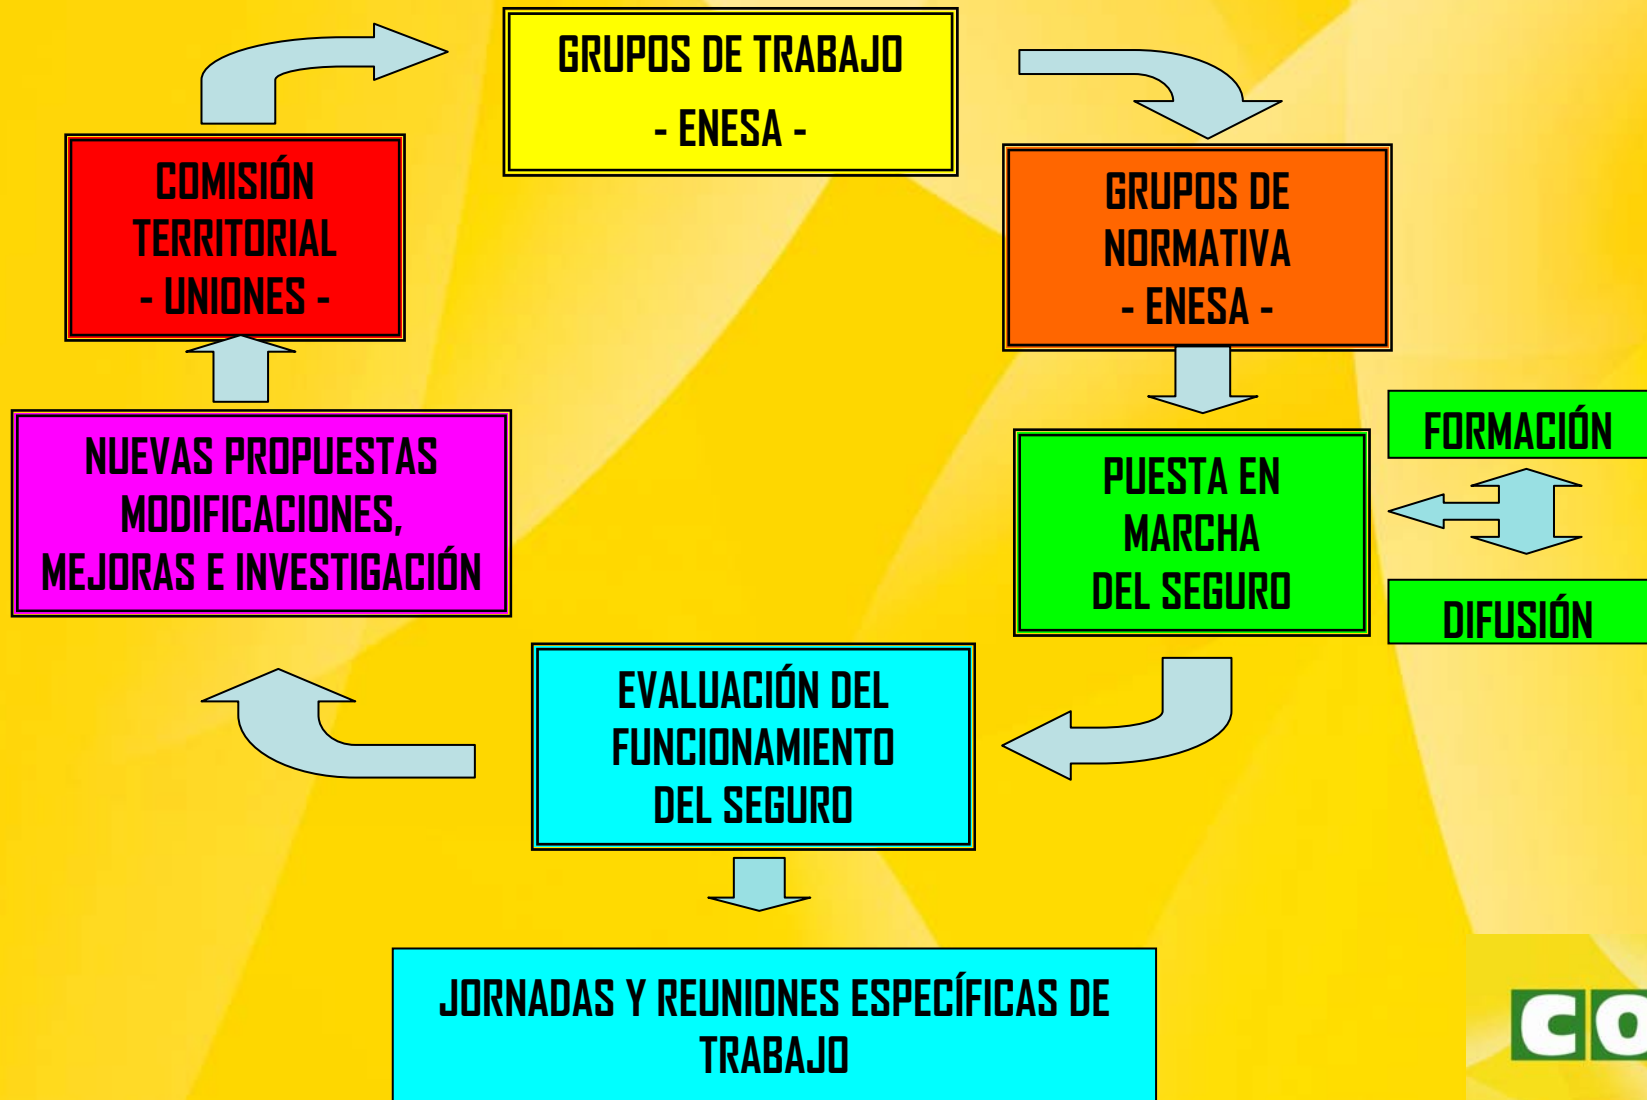 GRUPOS DE TRABAJO
- ENESA -
COMISIÓN
TERRITORIAL
- UNIONES -
GRUPOS DE
NORMATIVA
- ENESA -
NUEVAS PROPUESTAS
MODIFICACIONES,
MEJORAS E INVESTIGACIÓN
PUESTA EN
MARCHA
DEL SEGURO
FORMACIÓN
DIFUSIÓN
EVALUACIÓN DEL
FUNCIONAMIENTO
DEL SEGURO
JORNADAS Y REUNIONES ESPECÍFICAS DE
TRABAJO
CO